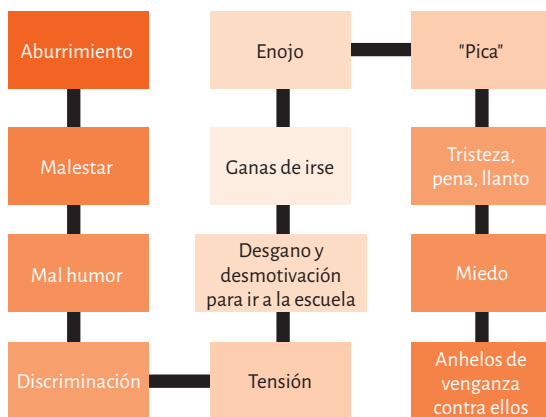 Aburrimiento
Malestar
Mal humor
Discriminación
Tensión
Desgano y
desmotivación
para ir a la escuela
Ganas de irse
Enojo
"Pica"
Tristeza,
pena, llanto
Miedo
Anhelos de
venganza
contra ellos